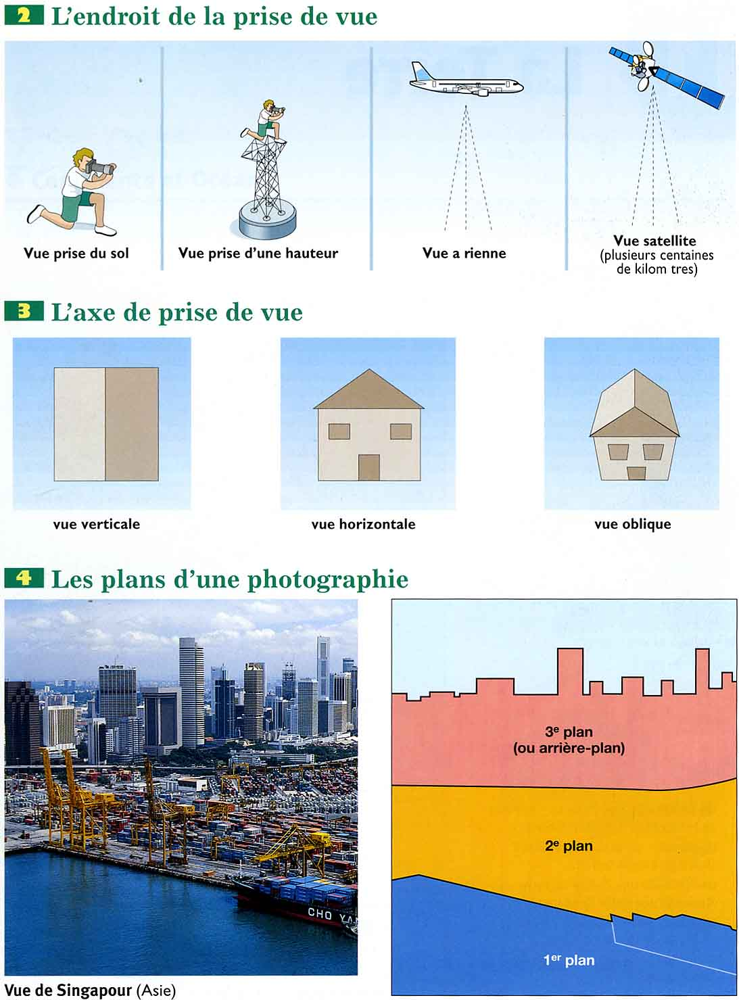 2 L'endroit de la prise de vue
Vue prise du sol
Vue prise d'une hauteur
Vue a rienne
Vue satellite
(plusieurs centaines
de kilom tres)
3 L'axe de prise de vue
vue verticale
vue horizontale
vue oblique
4 Les plans d'une photographie
CHO YAN
3e plan
(ou arrière-plan)
2e plan
1er plan
Vue de Singapour (Asie)